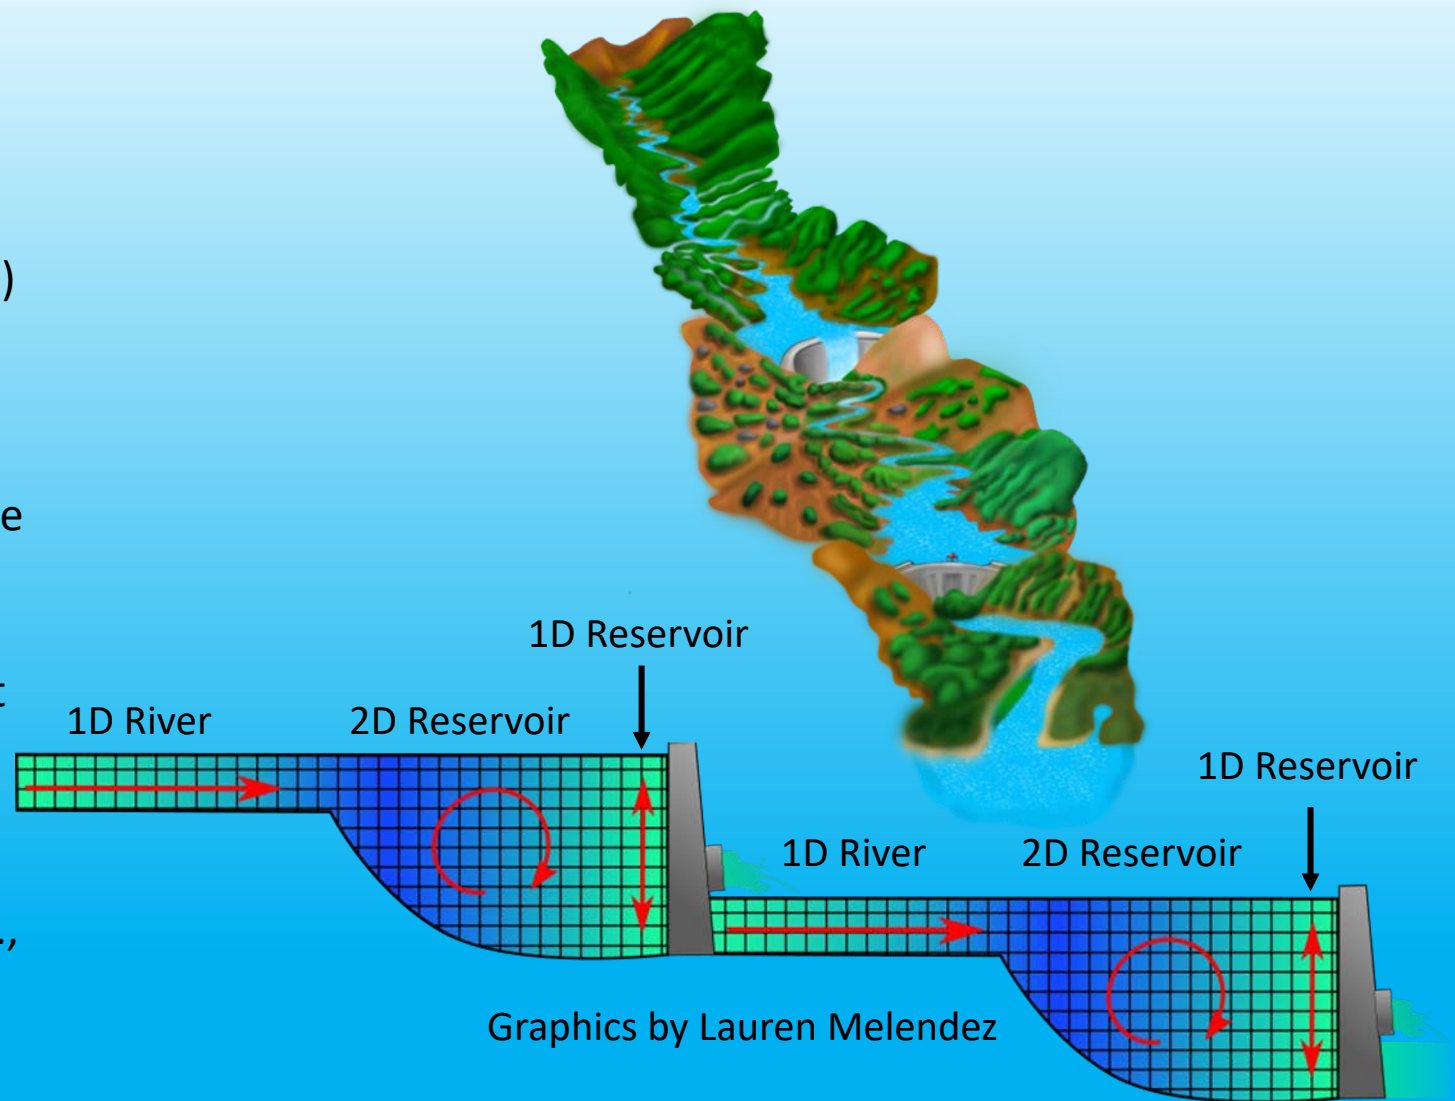 )
e
1D Reservoir
t
1D River
2D Reservoir
1D Reservoir
1D River
2D Reservoir
.,
Graphics by Lauren Melendez